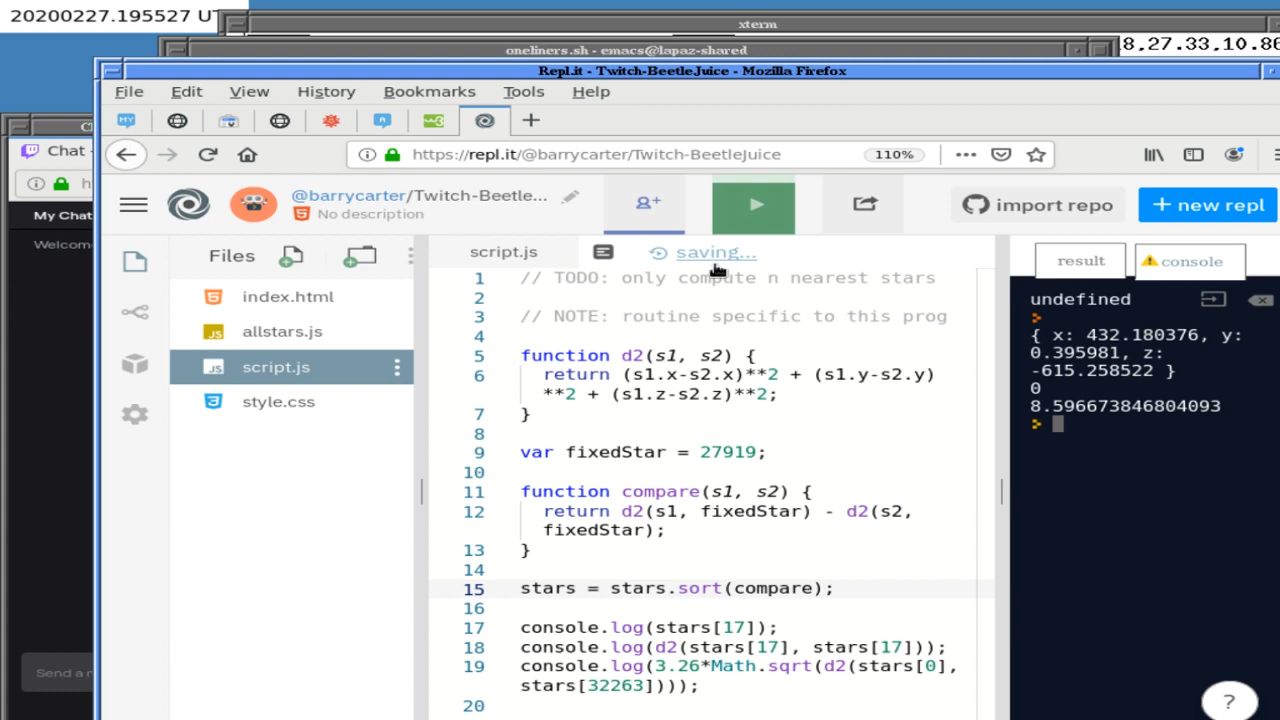 20200227.195527 U
xterm
oneliners.sh - emacs@lapaz-shared
8,27.33,10.8
Repl.it - Twitch-BeetleJuice - Mozilla Firefox
File Edit View History Bookmarks Tools Help
Chat
https://repl.it/@barrycarter/Twitch-BeetleJuice
110%
My Chat
Welcom
@barrycarter/Twitch-Beetle...
No description
import repo
+ new repl
Files
index.html
allstars.js
script.js
style.css
script.js
saving...
1 // TODO: only compute n nearest stars
2
3 // NOTE: routine specific to this prog
4
5 function d2(s1, s2) {
6 return (s1.x-s2.x)**2 + (s1.y-s2.y)
**2 + (s1.z-s2.z)**2;
7 }
8
9 var fixedStar = 27919;
10
11 function compare(s1, s2) {
12 return d2(s1, fixedStar) - d2(s2,
fixedStar);
13 }
14
15 stars = stars.sort(compare);
16
17 console.log(stars[17]);
18 console.log(d2(stars[17], stars[17]));
19 console.log(3.26*Math.sqrt(d2(stars[0],
stars[32263])));
20
result
console
undefined
>
{ x: 432.180376, y:
0.395981, z:
-615.258522 }
0
8.596673846804093
>
Send a
?